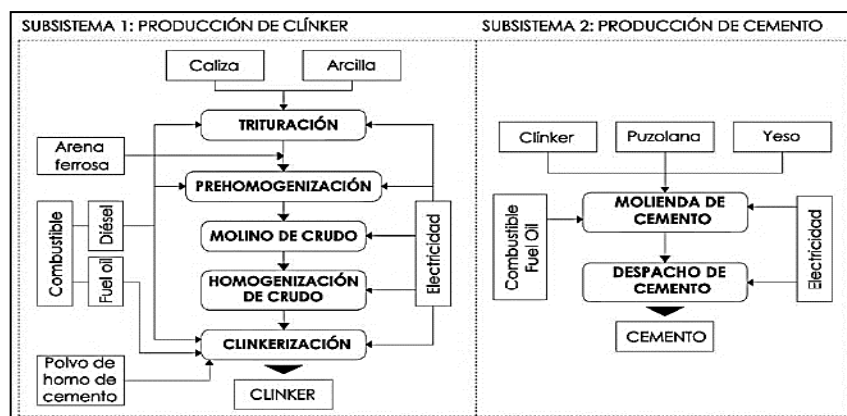 SUBSISTEMA 1: PRODUCCIÓN DE CLÍNKER
Caliza
Arcilla
TRITURACIÓN
Arena
ferrosa
PREHOMOGENIZACIÓN
Combustible
Diésel
Fuel oil
MOLINO DE CRUDO
Electricidad
HOMOGENIZACIÓN
DE CRUDO
CLINKERIZACIÓN
Polvo de
horno de
cemento
CLINKER
SUBSISTEMA 2: PRODUCCIÓN DE CEMENTO
Clínker
Puzolana
Yeso
MOLIENDA DE
CEMENTO
Combustible
Fuel Oil
Electricidad
DESPACHO DE
CEMENTO
CEMENTO